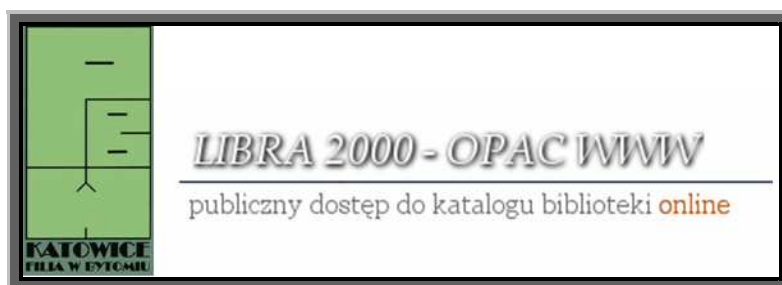 LIBRA 2000 - OPAC WWW
publiczny dostęp do katalogu biblioteki online
KATOWICE
FILIA W BYTOMIU